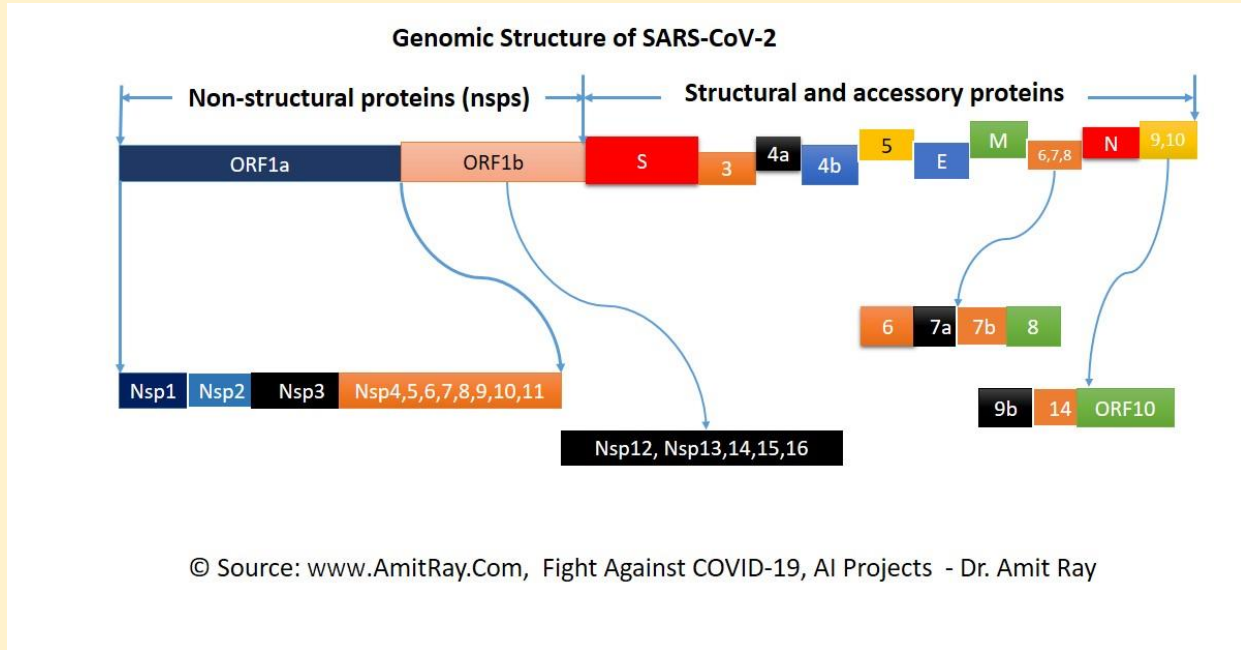 Genomic Structure of SARS-CoV-2
Non-structural proteins (nsps)
Structural and accessory proteins
ORF1a
ORF1b
S
3
4a
4b
5
E
M
6,7,8
N
9,10
6
7a
7b
8
Nsp1
Nsp2
Nsp3
Nsp4,5,6,7,8,9,10,11
9b
14
ORF10
Nsp12, Nsp13,14,15,16
© Source: www.AmitRay.Com, Fight Against COVID-19, AI Projects - Dr. Amit Ray